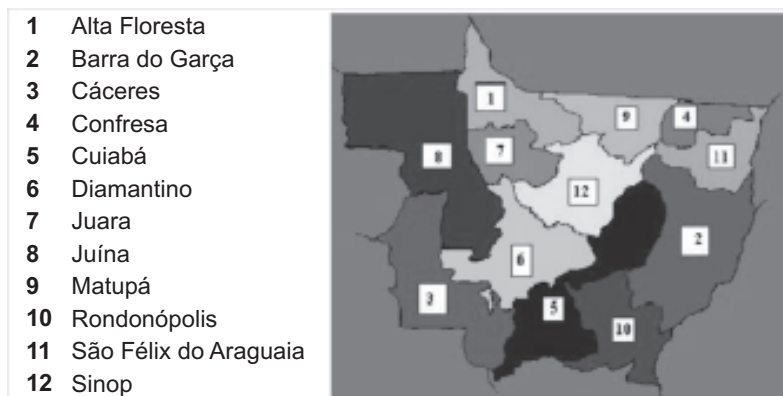 1 Alta Floresta
2 Barra do Garça
3 Cáceres
4 Confresa
5 Cuiabá
6 Diamantino
7 Juara
8 Juína
9 Matupá
10 Rondonópolis
11 São Félix do Araguaia
12 Sinop
1
9
4
7
8
11
12
2
6
3
5
10